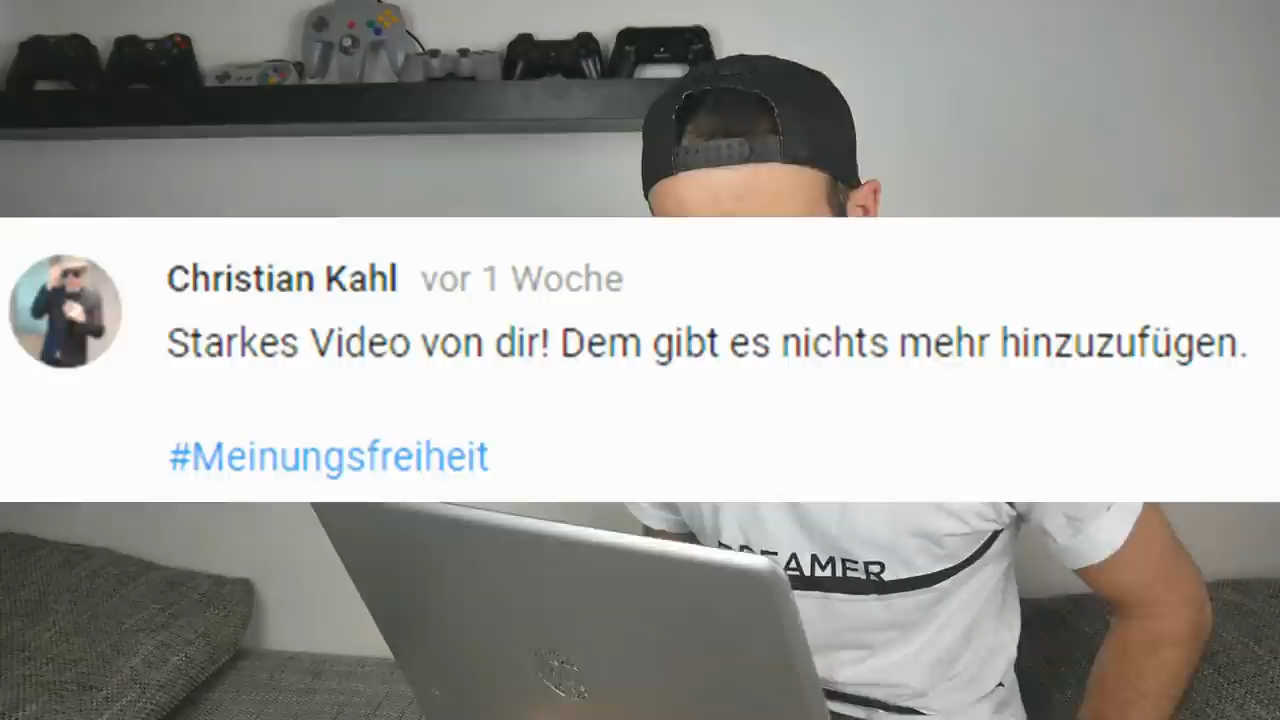 Christian Kahl vor 1 Woche
Starkes Video von dir! Dem gibt es nichts mehr hinzuzufügen.
#Meinungsfreiheit